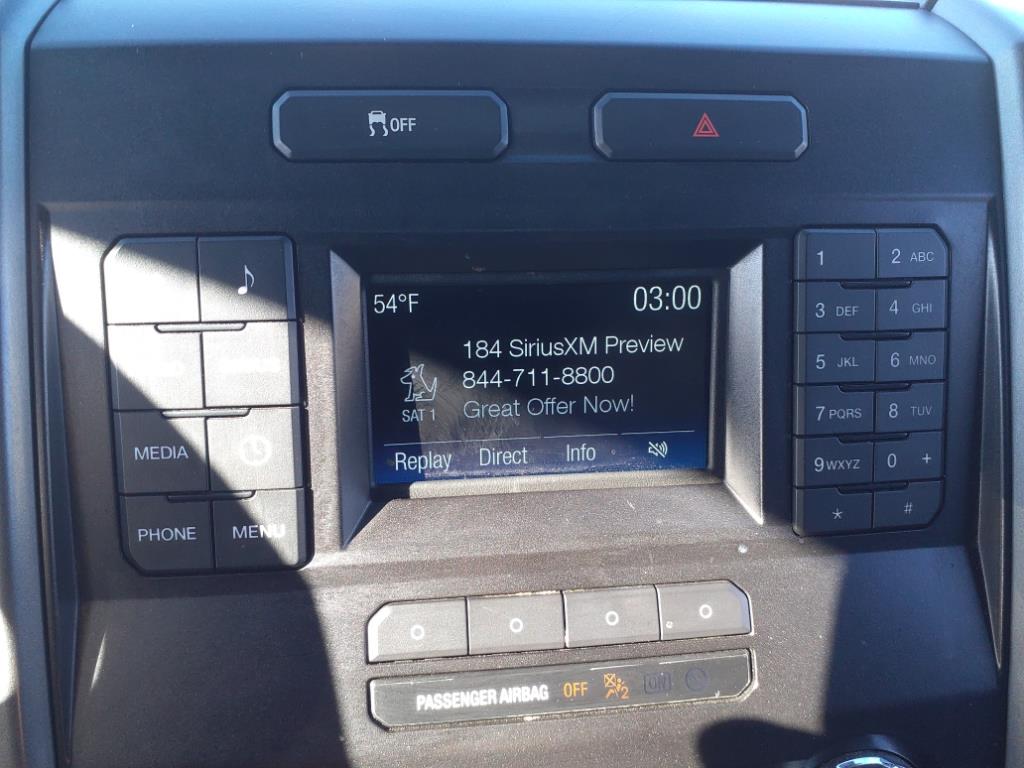 OFF
54°F
03:00
184 SiriusXM Preview
844-711-8800
Great Offer Now!
SAT 1
Replay Direct Info
MEDIA
PHONE MENU
1
2 ABC
3 DEF
4 GHI
5 JKL
6 MNO
7 PQRS
8 TUV
9 WXYZ
0 +
*
#
PASSENGER AIRBAG OFF 2 ON